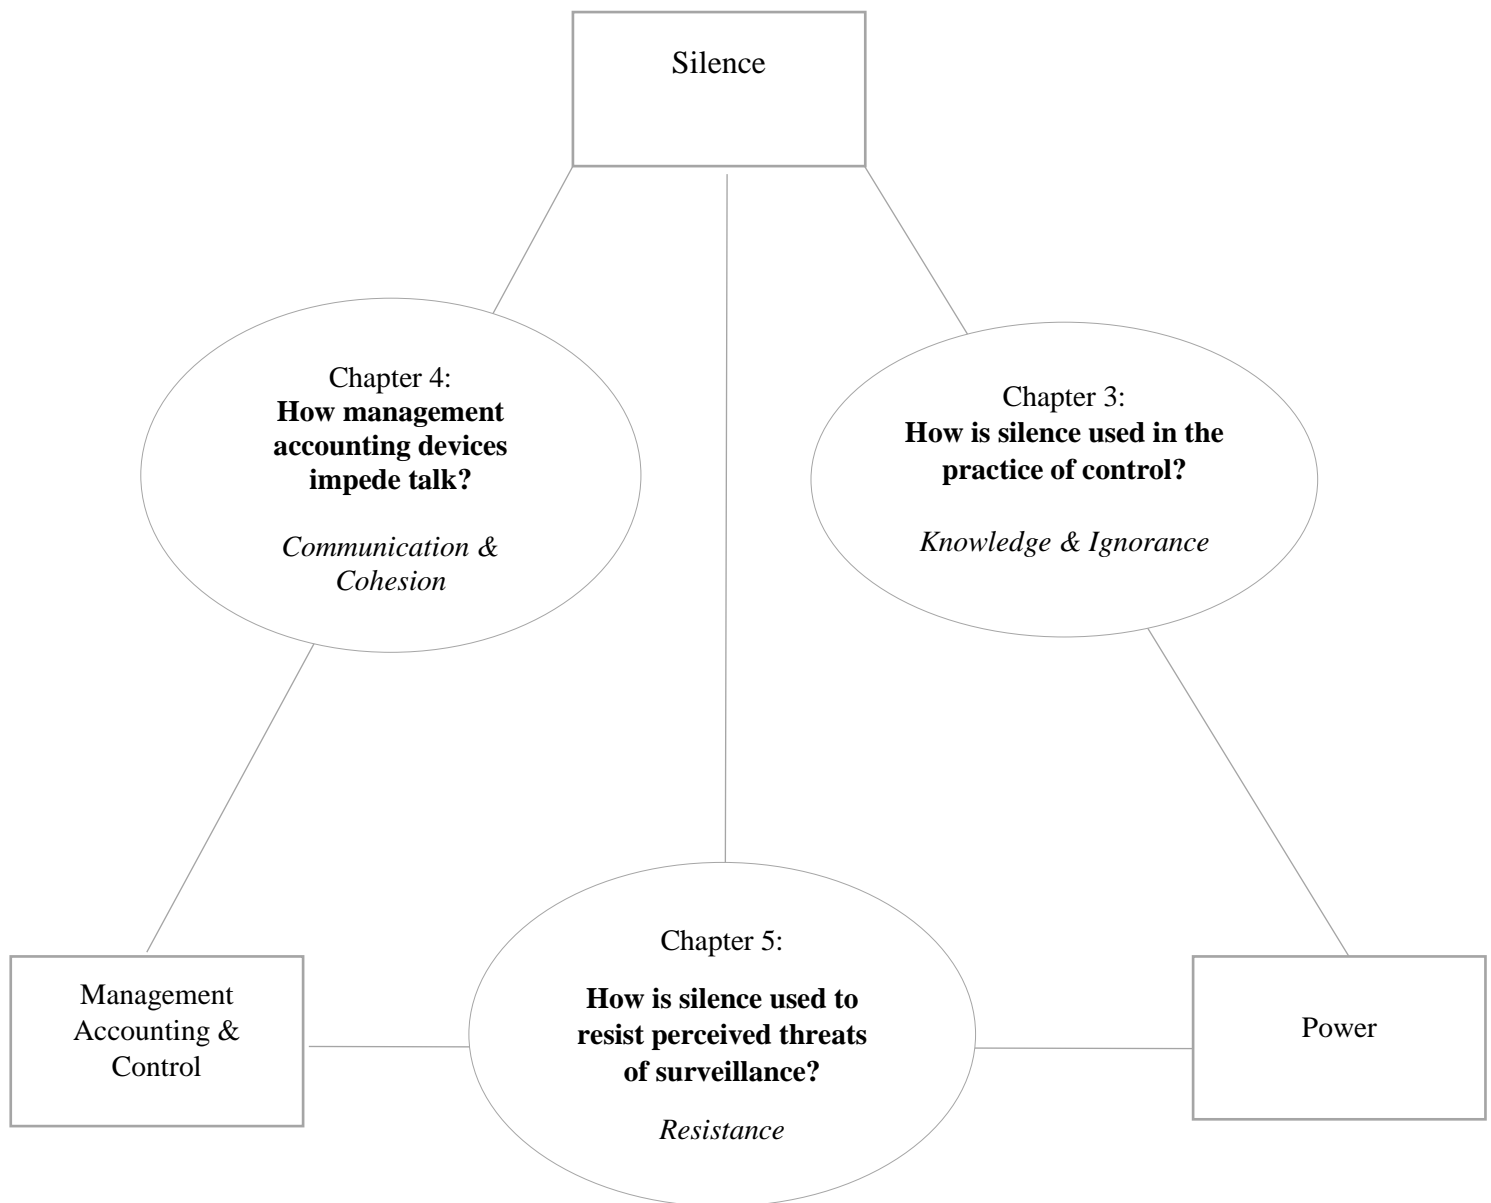 Silence
Chapter 4:
How management
accounting devices
impede talk?
Communication &
Cohesion
Chapter 3:
How is silence used in the
practice of control?
Knowledge & Ignorance
Management
Accounting &
Control
Chapter 5:
How is silence used to
resist perceived threats
of surveillance?
Resistance
Power